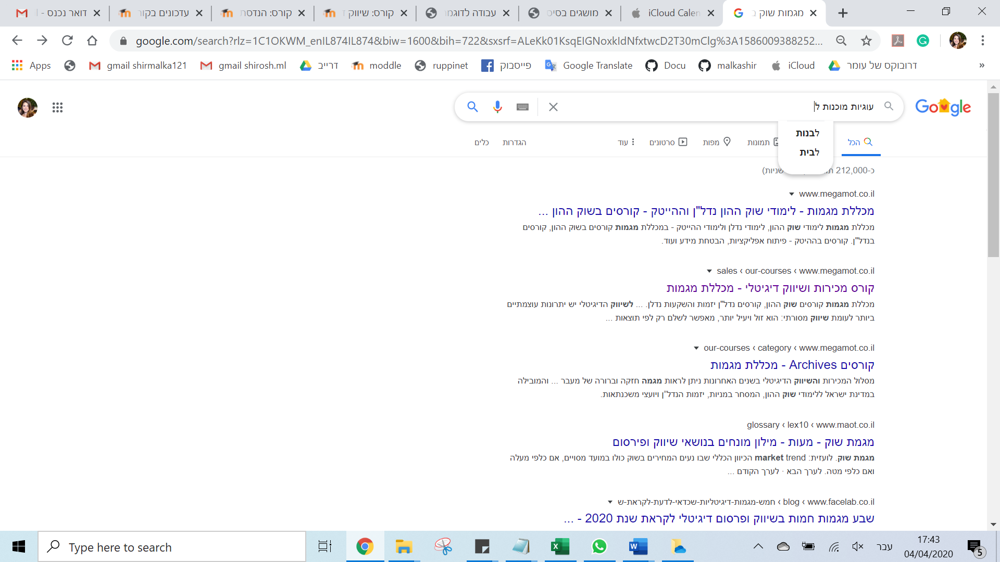 דואר נכנס -
עדכונים בקור
קורס: הנדסת
קורס: שיווק ז
עבודה לדוגמו
מושגים בסיס
iCloud Calen
מגמות שוק ב
google.com/search?rlz=1C1OKWM_enIL874IL874&biw=1600&bih=722&sxsrf=ALeKk01KsqEIGNoxkIdNfxtwcD2T30mClg%3A1586009388252...
Apps
gmail shirmalka121
gmail shirosh.ml
דרייב
moddle
ruppinet
פייסבוק
Google Translate
Docu
malkashir
iCloud
דרובוקס של עומר
»
Google
עוגיות מוכנות ל
לבנות
לבית
הכל
תמונות
מפות
סרטונים
עוד
הגדרות
כלים
כ-212,000
שניות)
www.megamot.co.il
מכללת מגמות - לימודי שוק ההון נדל"ן וההייטק - קורסים בשוק ההון ...
מכללת מגמות לימודי שוק ההון, לימודי נדלן ולימודי ההייטק - במכללת מגמות קורסים בשוק ההון, קורסים
בנדל"ן. קורסים בההיטק - פיתוח אפליקציות, הבטחת מידע ועוד.
sales › our-courses › www.megamot.co.il
קורס מכירות ושיווק דיגיטלי - מכללת מגמות
מכללת מגמות קורסים שוק ההון, קורסים נדל"ן יזמות והשקעות נדלן. ... לשיווק הדיגיטלי יש יתרונות עוצמתיים
ביותר לעומת שיווק מסורתי: הוא זול ויעיל יותר, מאפשר לשלם רק לפי תוצאות ...
our-courses › category › www.megamot.co.il
קורסים Archives - מכללת מגמות
מסלול המכירות והשיווק הדיגיטלי בשנים האחרונות ניתן לראות מגמה חזקה וברורה של מעבר ... והמובילה
במדינת ישראל ללימודי שוק ההון, המסחר במניות, יזמות הנדל"ן ויועצי משכנתאות.
glossary › lex10 › www.maot.co.il
מגמת שוק - מעות - מילון מונחים בנושאי שיווק ופירסום
מגמת שוק. לועזית: market trend הכיוון הכללי שבו נעים המחירים בשוק כולו במועד מסויים, אם כלפי מעלה
ואם כלפי מטה. לערך הבא · לערך הקודם ...
חמש-מגמות-דיגיטליות-שכדאי-לדעת-לקראת-ש › blog › www.facelab.co.il
שבע מגמות חמות בשיווק ופרסום דיגיטלי לקראת שנת 2020 - ...
Type here to search
עבר
17:43
04/04/2020
5